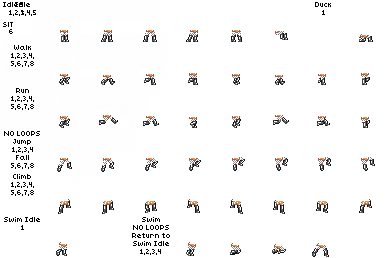 Idle
1,2,3,4,5
Duck
1
SIT
6
Walk
1,2,3,4,
5,6,7,8
Run
1,2,3,4,
5,6,7,8
NO LOOPS
Jump
1,2,3,4
Fall
5,6,7,8
Climb
1,2,3,4,
5,6,7,8
Swim Idle
1
Swim
NO LOOPS
Return to
Swim Idle
1,2,3,4